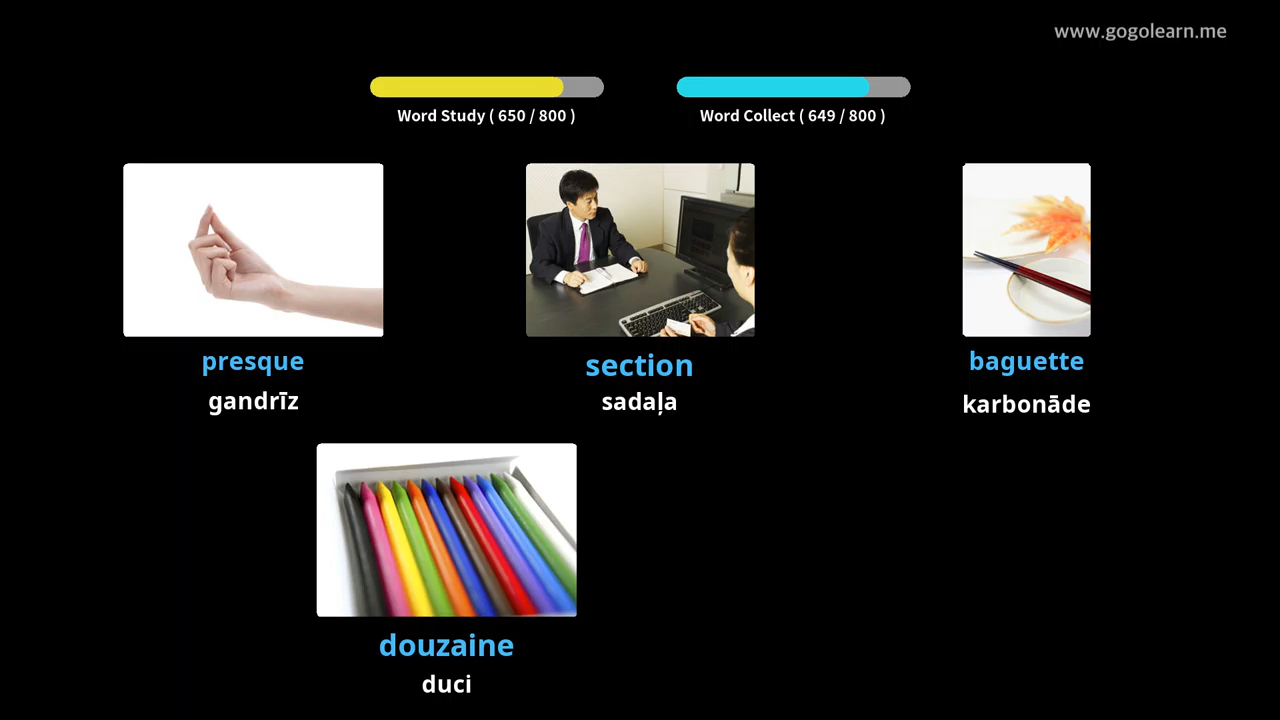 www.gogolearn.me
Word Study ( 650 / 800 )
Word Collect ( 649 / 800 )
presque
section
baguette
gandrīz
sadaļa
karbonāde
douzaine
duci